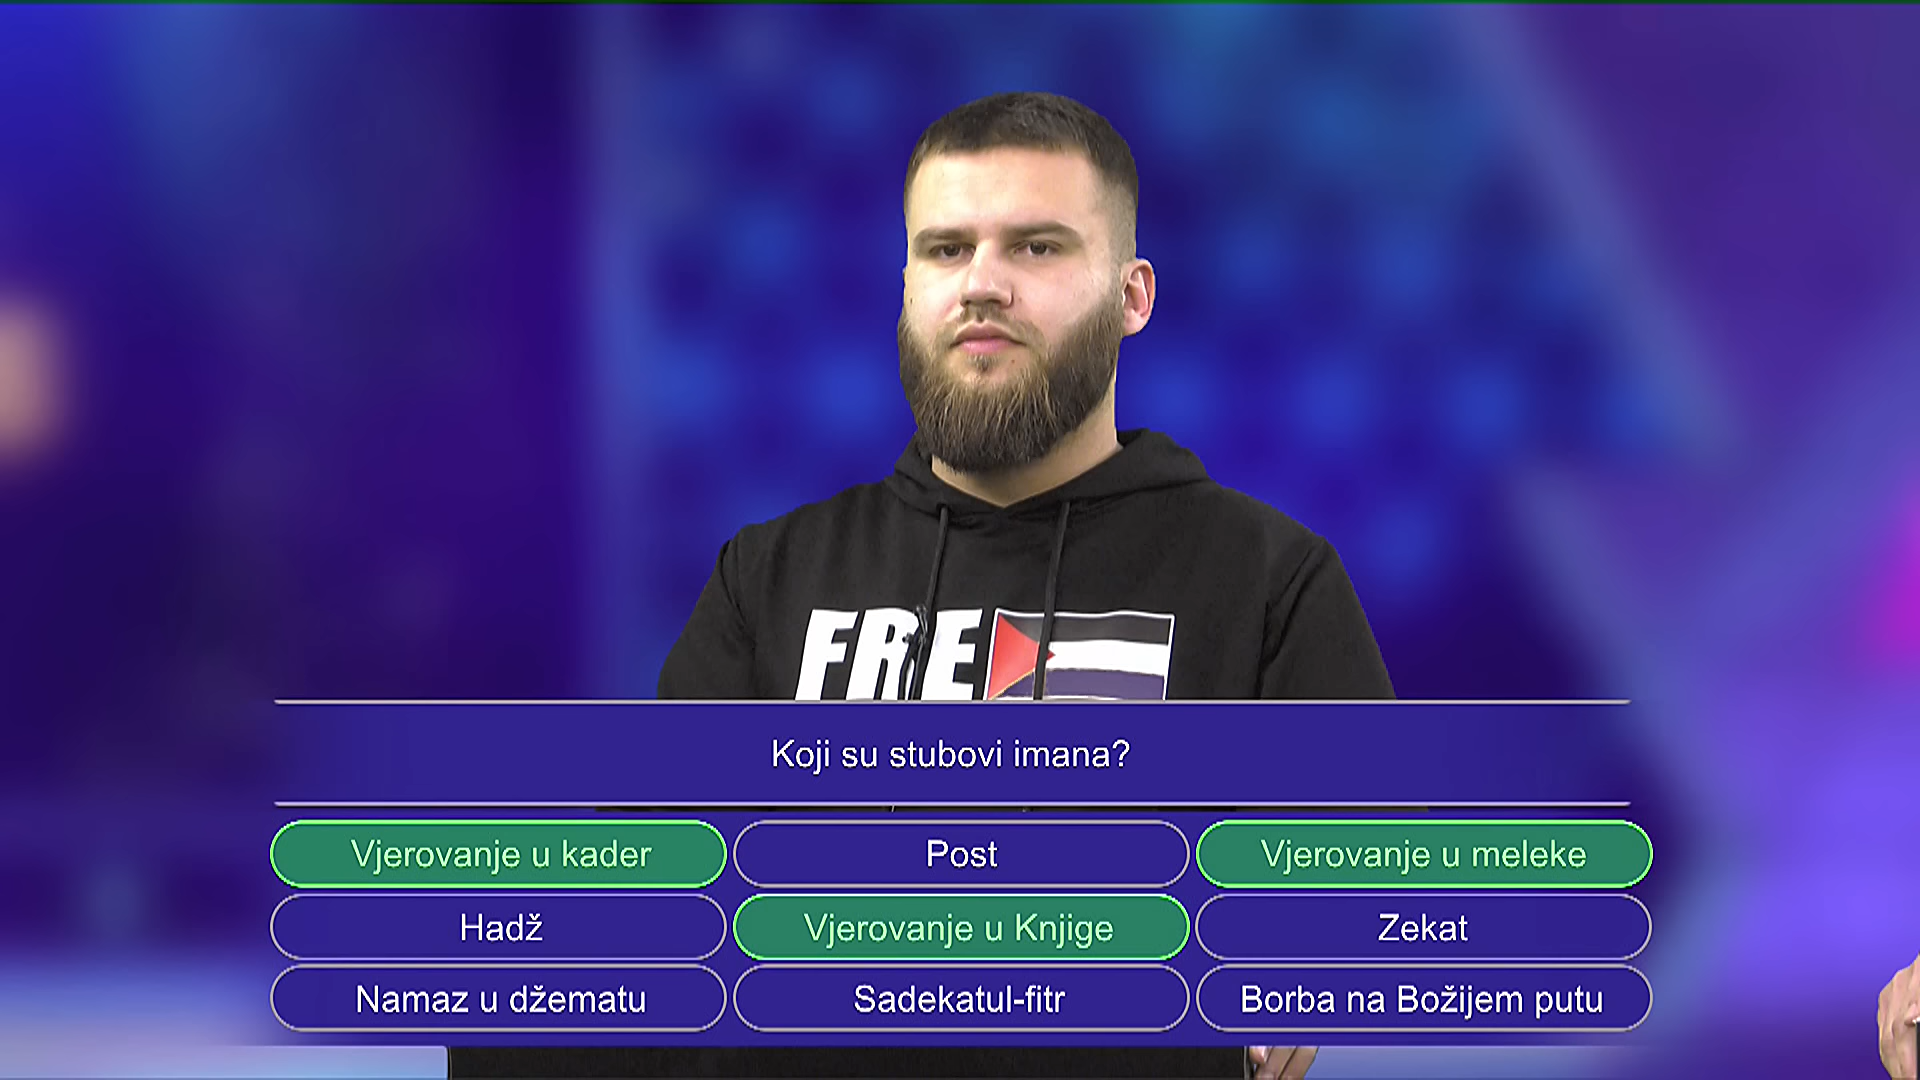 FREE
Koji su stubovi imana?
Vjerovanje u kader
Post
Vjerovanje u meleke
Hadž
Vjerovanje u Knjige
Zekat
Namaz u džematu
Sadekatul-fitr
Borba na Božijem putu